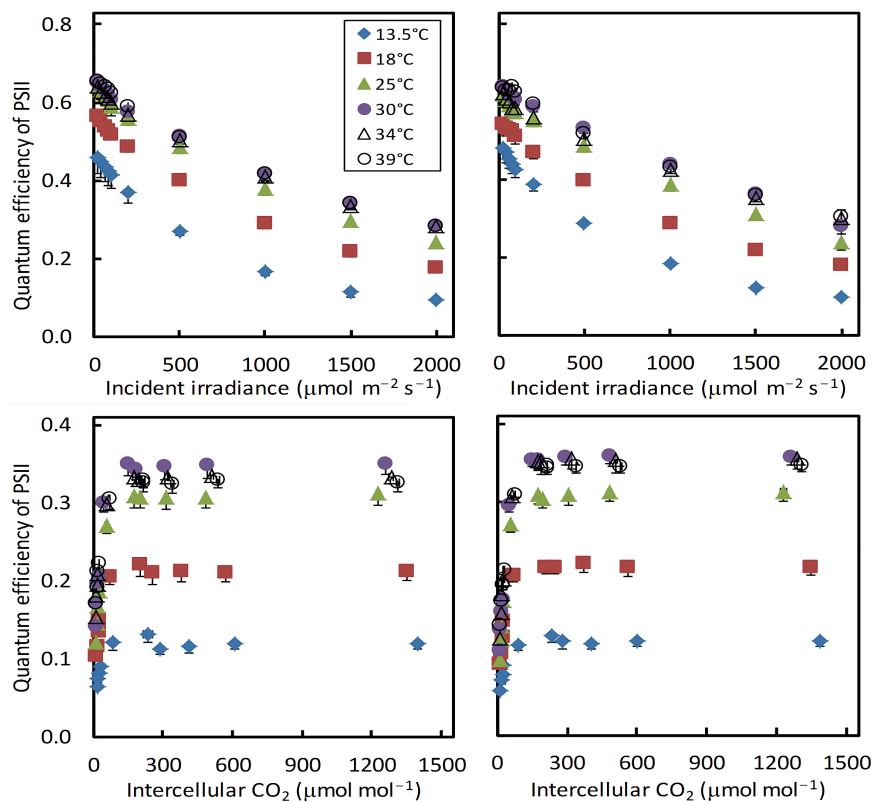 0.8
0.6
0.4
0.2
0.0
Quantum efficiency of PSII
13.5°C
18°C
25°C
30°C
34°C
39°C
0 500 1000 1500 2000
Incident irradiance (μmol m⁻² s⁻¹)
0 500 1000 1500 2000
Incident irradiance (μmol m⁻² s⁻¹)
0.4
0.3
0.2
0.1
0.0
Quantum efficiency of PSII
0 300 600 900 1200 1500
Intercellular CO₂ (μmol mol⁻¹)
0 300 600 900 1200 1500
Intercellular CO₂ (μmol mol⁻¹)